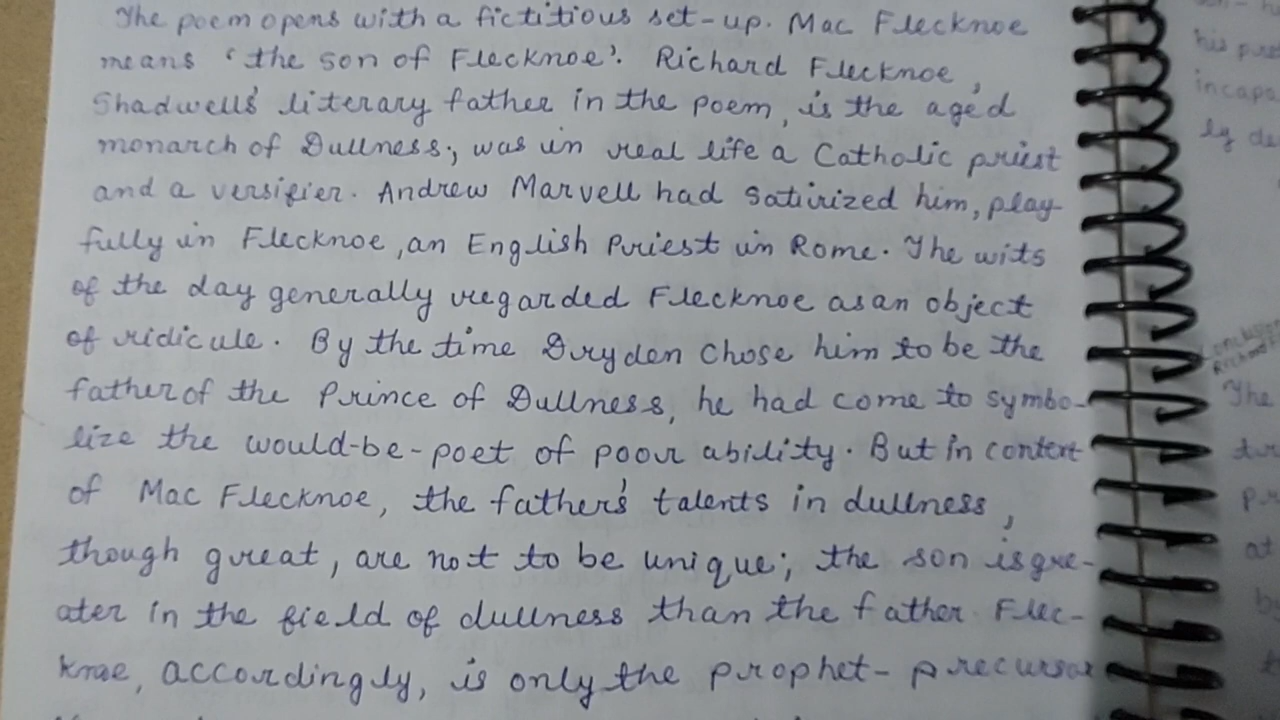 The poem opens with a fictitious set-up. Mac Flecknoe
means 'the son of Flecknoe'. Richard Flecknoe,
Shadwell's literary father in the poem, is the aged
monarch of Dullness; was in real life a Catholic priest
and a versifier. Andrew Marvell had satirized him, play-
fully in Flecknoe, an English Priest in Rome. The wits
of the day generally regarded Flecknoe as an object
of ridicule. By the time Dryden chose him to be the
father of the Prince of Dullness, he had come to symbo-
lize the would-be-poet of poor ability. But in context
of Mac Flecknoe, the father's talents in dullness,
though great, are not to be unique; the son is gre-
ater in the field of dullness than the father Flec-
knoe, accordingly, is only the prophet-precursor
his
incapa
ly de
The
at